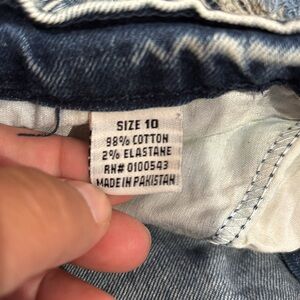 SIZE 10
98% COTTON
2% ELASTANE
RN# 0100543
MADE IN PAKISTAN